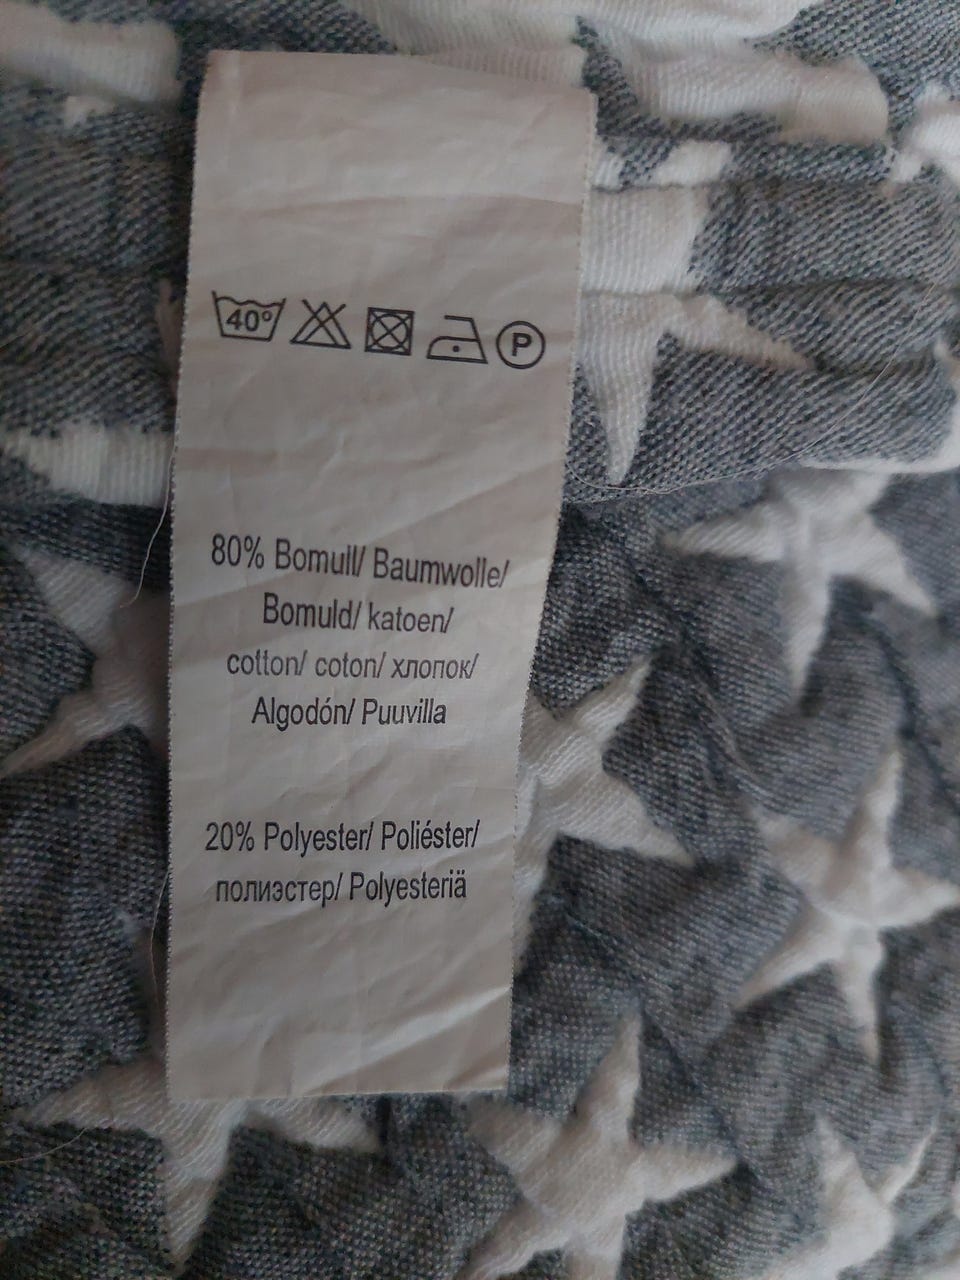 40° P
80% Bomull/ Baumwolle/
Bomuld/ katoen/
cotton/ coton/ хлопок/
Algodón/ Puuvilla
20% Polyester/ Poliéster/
полиэстер/ Polyesteriä